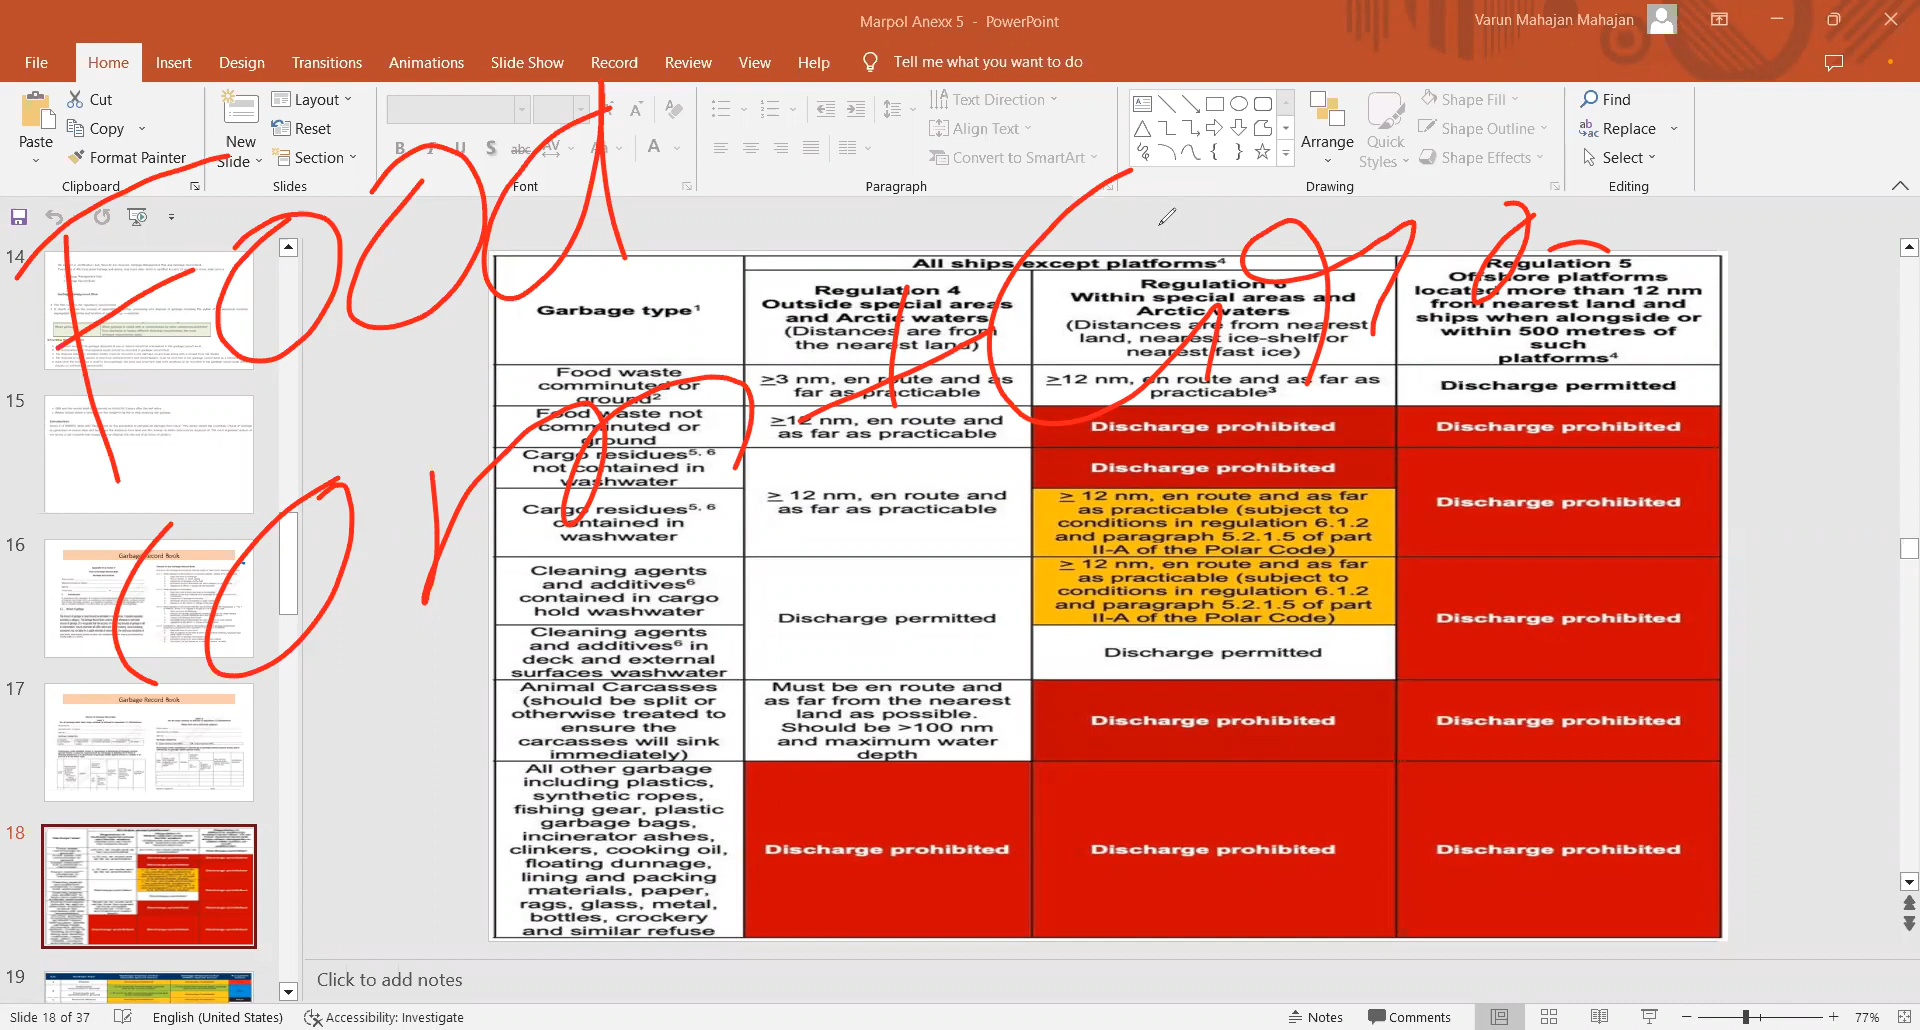 Marpol Anexx 5 - PowerPoint
Varun Mahajan Mahajan
File Home Insert Design Transitions Animations Slide Show Record Review View Help Tell me what you want to do
Paste
Cut
Copy
Format Painter
Clipboard
New Slide
Layout
Reset
Section
Slides
Font
Text Direction
Align Text
Convert to SmartArt
Paragraph
Arrange
Quick Styles
Drawing
Shape Fill
Shape Outline
Shape Effects
Find
Replace
Select
Editing
Food
14
15
16
Garbage Record Book
17
Garbage Record Book
18
19
All ships except platforms4
Garbage type1
Regulation 4
Outside special areas
and Arctic waters
(Distances are from
the nearest land)
Regulation 6
Within special areas and
Arctic waters
(Distances are from nearest
land, nearest ice-shelf or
nearest fast ice)
Regulation 5
Offshore platforms
located more than 12 nm
from nearest land and
ships when alongside or
within 500 metres of
such
platforms4
Food waste
comminuted or
ground2
≥3 nm, en route and as
far as practicable
≥12 nm, en route and as far as
practicable3
Discharge permitted
Food waste not
comminuted or
ground
≥12 nm, en route and
as far as practicable
Discharge prohibited
Discharge prohibited
Cargo residues5, 6
not contained in
washwater
≥ 12 nm, en route and
as far as practicable
Discharge prohibited
Discharge prohibited
Cargo residues5, 6
contained in
washwater
≥ 12 nm, en route and as far
as practicable (subject to
conditions in regulation 6.1.2
and paragraph 5.2.1.5 of part
II-A of the Polar Code)
Cleaning agents
and additives6
contained in cargo
hold washwater
Discharge permitted
≥ 12 nm, en route and as far
as practicable (subject to
conditions in regulation 6.1.2
and paragraph 5.2.1.5 of part
II-A of the Polar Code)
Discharge prohibited
Cleaning agents
and additives6 in
deck and external
surfaces washwater
Discharge permitted
Animal Carcasses
(should be split or
otherwise treated to
ensure the
carcasses will sink
immediately)
Must be en route and
as far from the nearest
land as possible.
Should be >100 nm
and maximum water
depth
Discharge prohibited
Discharge prohibited
All other garbage
including plastics,
synthetic ropes,
fishing gear, plastic
garbage bags,
incinerator ashes,
clinkers, cooking oil,
floating dunnage,
lining and packing
materials, paper,
rags, glass, metal,
bottles, crockery
and similar refuse
Discharge prohibited
Discharge prohibited
Discharge prohibited
Click to add notes
Slide 18 of 37 English (United States) Accessibility: Investigate Notes Comments 77%